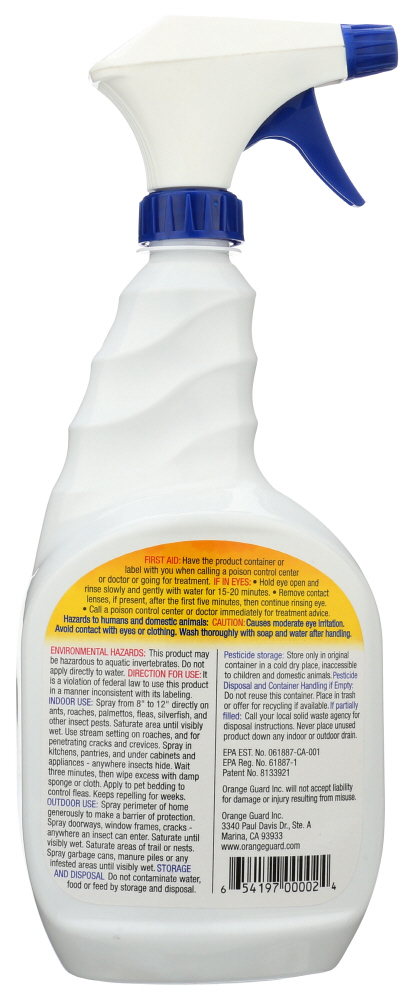 FIRST AID: Have the product container or
label with you when calling a poison control center
or doctor or going for treatment. IF IN EYES: • Hold eye open and
rinse slowly and gently with water for 15-20 minutes. • Remove contact
lenses, if present, after the first five minutes, then continue rinsing eye.
• Call a poison control center or doctor immediately for treatment advice.
Hazards to humans and domestic animals: CAUTION: Causes moderate eye irritation.
Avoid contact with eyes or clothing. Wash thoroughly with soap and water after handling.
ENVIRONMENTAL HAZARDS: This product may
be hazardous to aquatic invertebrates. Do not
apply directly to water. DIRECTION FOR USE: It
is a violation of federal law to use this product
in a manner inconsistent with its labeling.
INDOOR USE: Spray from 8" to 12" directly on
ants, roaches, palmettos, fleas, silverfish, and
other insect pests. Saturate area until visibly
wet. Use stream setting on roaches, and for
penetrating cracks and crevices. Spray in
kitchens, pantries, and under cabinets and
appliances - anywhere insects hide. Wait
three minutes, then wipe excess with damp
sponge or cloth. Apply to pet bedding to
control fleas. Keeps repelling for weeks.
OUTDOOR USE: Spray perimeter of home
generously to make a barrier of protection.
Spray doorways, window frames, cracks -
anywhere an insect can enter. Saturate until
visibly wet. Saturate areas of trail or nests.
Spray garbage cans, manure piles or any
infested areas until visibly wet. STORAGE
AND DISPOSAL Do not contaminate water,
food or feed by storage and disposal.
Pesticide storage: Store only in original
container in a cold dry place, inaccessible
to children and domestic animals. Pesticide
Disposal and Container Handling if Empty:
Do not reuse this container. Place in trash
or offer for recycling if available. If partially
filled: Call your local solid waste agency for
disposal instructions. Never place unused
product down any indoor or outdoor drain.
EPA EST. No. 061887-CA-001
EPA Reg. No. 61887-1
Patent No. 8133921
Orange Guard Inc. will not accept liability
for damage or injury resulting from misuse.
Orange Guard Inc.
3340 Paul Davis Dr., Ste. A
Marina, CA 93933
www.orangeguard.com
6 54197 00002 4